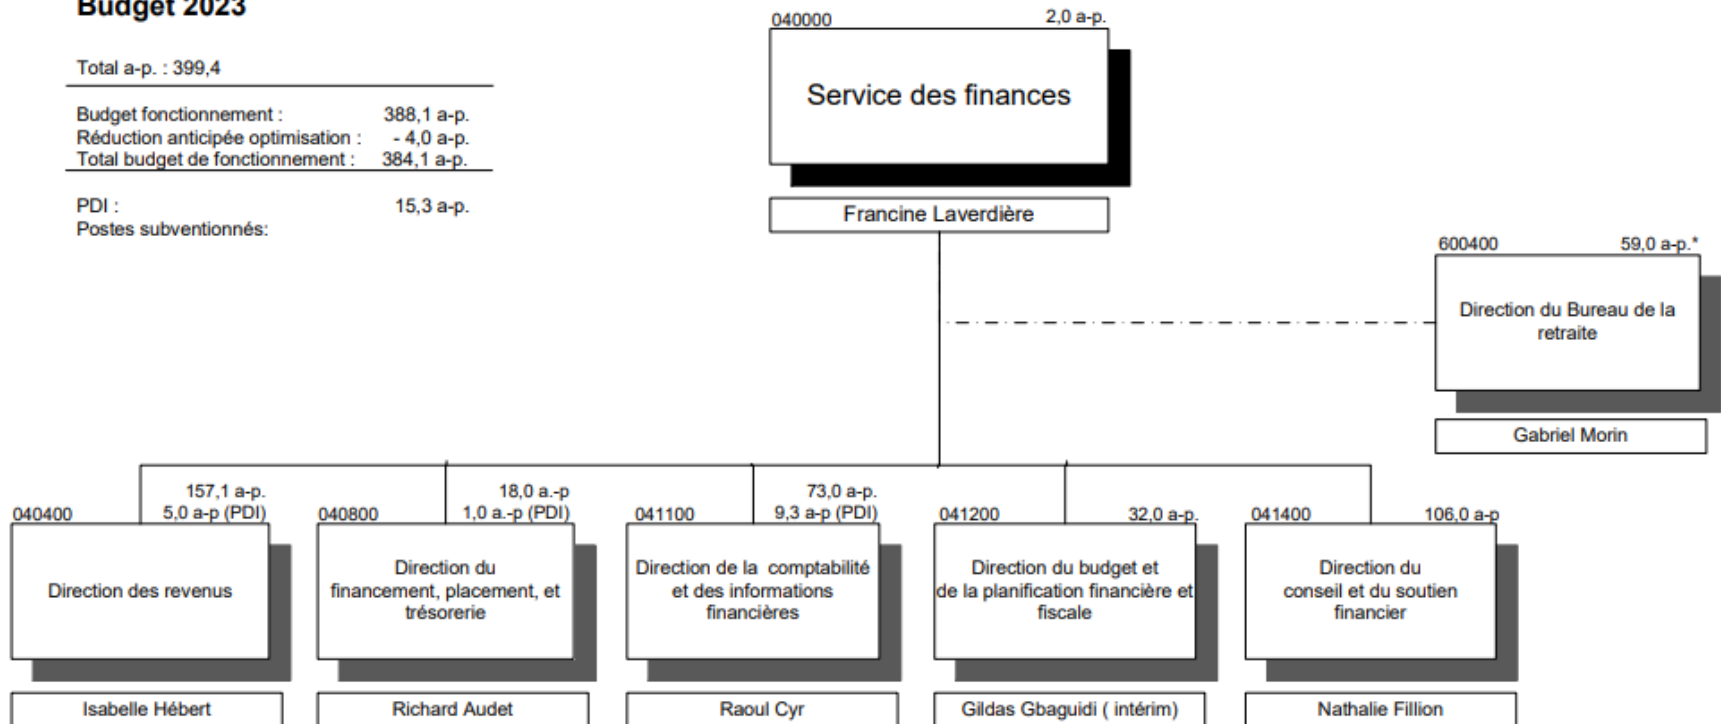 Budget 2023
Total a-p. : 399,4
Budget fonctionnement : 388,1 a-p.
Réduction anticipée optimisation : - 4,0 a-p.
Total budget de fonctionnement : 384,1 a-p.
PDI : 15,3 a-p.
Postes subventionnés:
040000 2,0 a-p.
Service des finances
Francine Laverdière
600400 59,0 a-p.*
Direction du Bureau de la
retraite
Gabriel Morin
157,1 a-p.
040400 5,0 a-p (PDI)
Direction des revenus
Isabelle Hébert
18,0 a.-p
040800 1,0 a.-p (PDI)
Direction du
financement, placement, et
trésorerie
Richard Audet
73,0 a-p.
041100 9,3 a-p (PDI)
Direction de la comptabilité
et des informations
financières
Raoul Cyr
041200 32,0 a-p.
Direction du budget et
de la planification financière et
fiscale
Gildas Gbaguidi ( intérim)
041400 106,0 a-p
Direction du
conseil et du soutien
financier
Nathalie Fillion